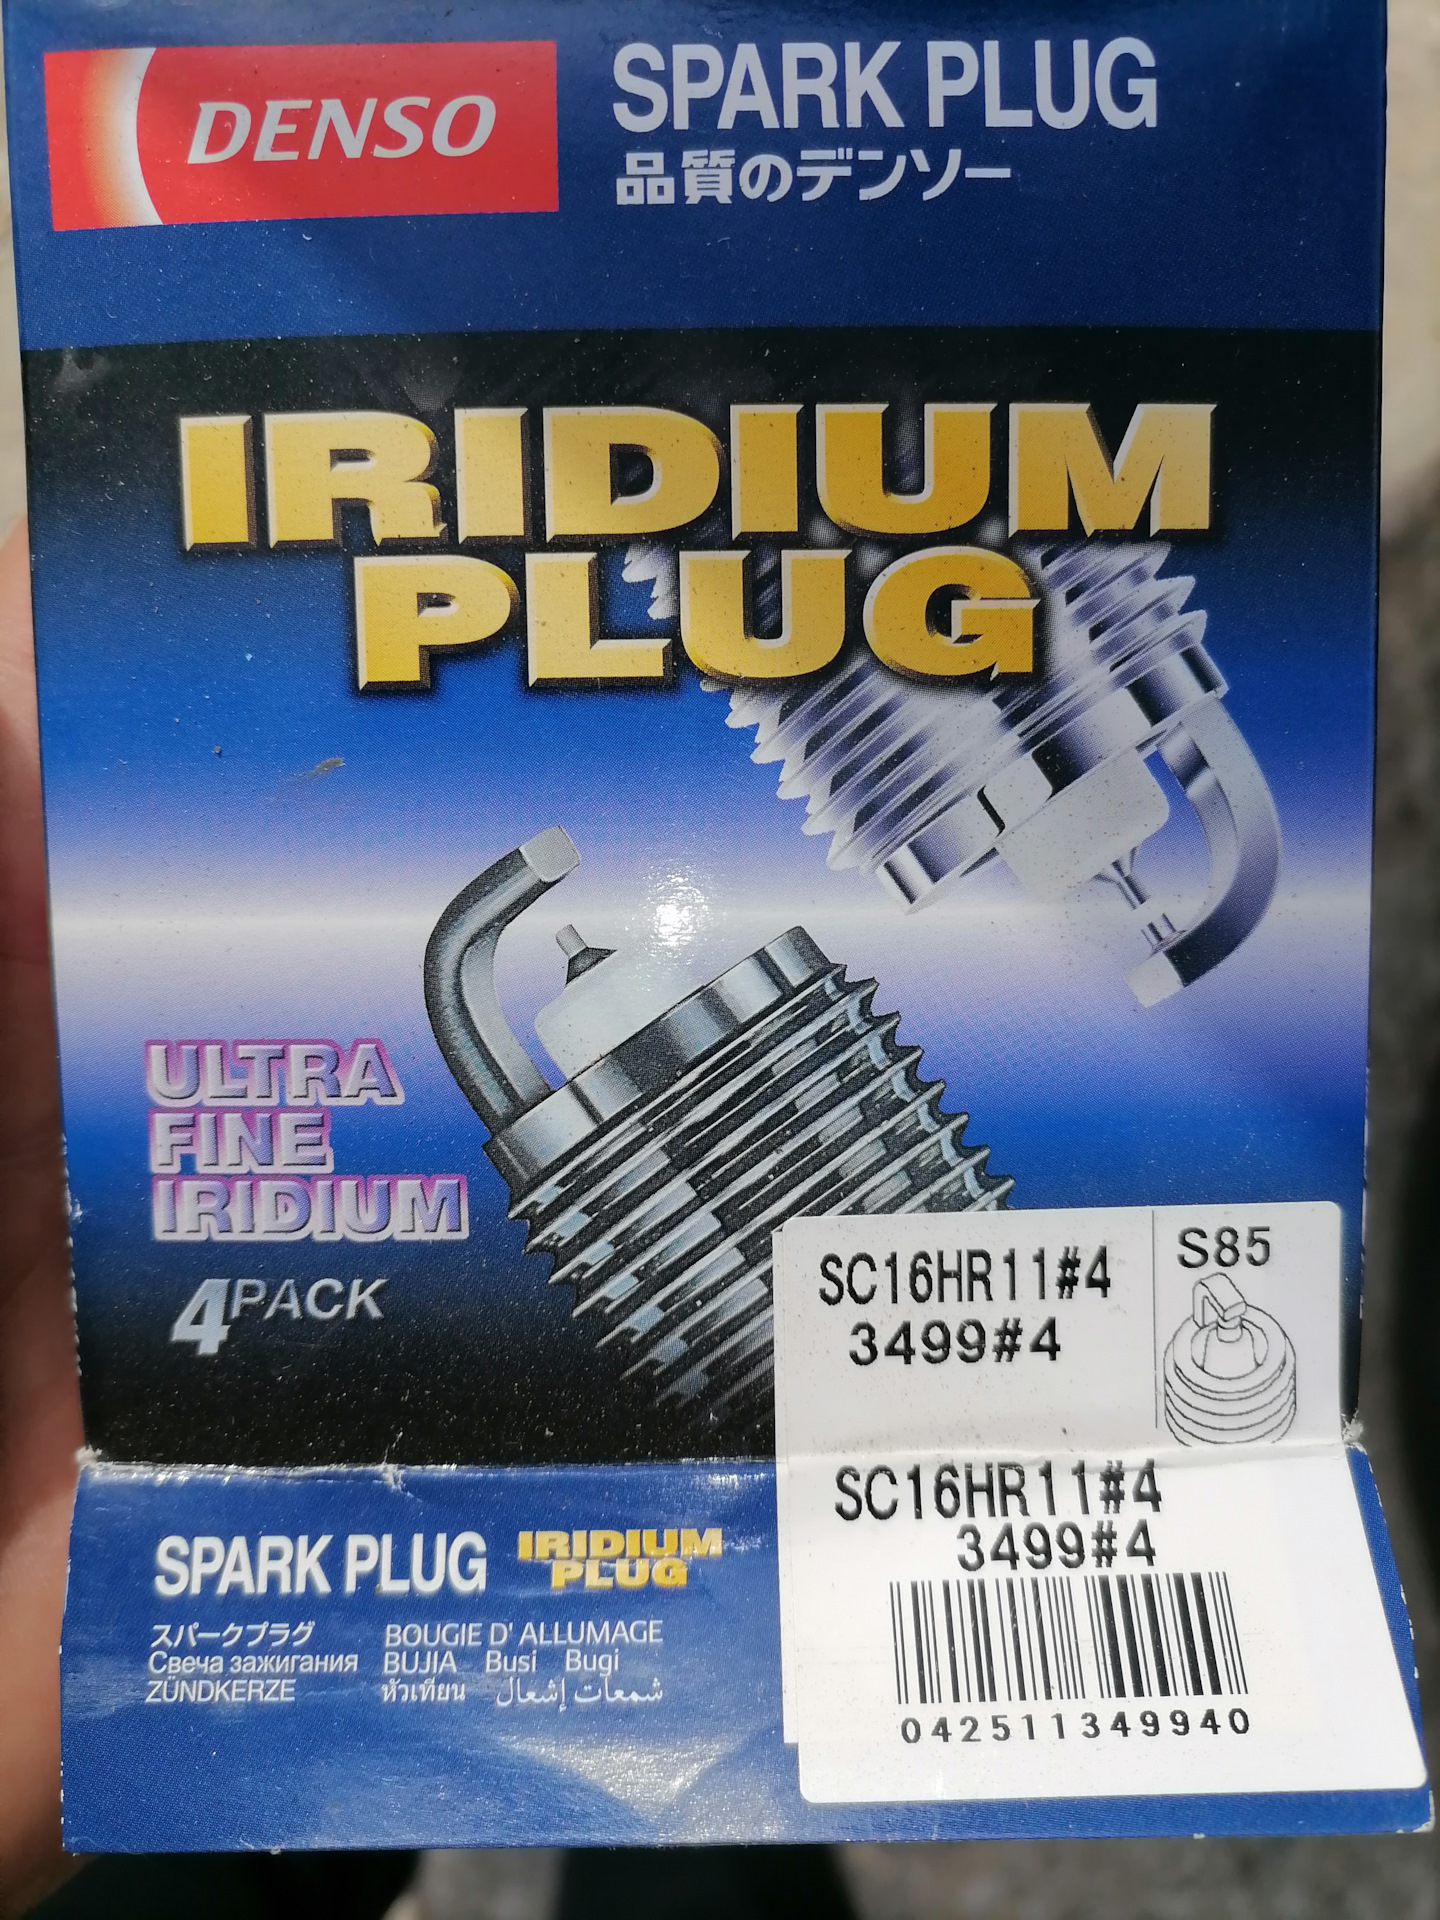 DENSO
SPARK PLUG
品質のデンソー
IRIDIUM
PLUG
ULTRA
FINE
IRIDIUM
4 PACK
SC16HR11#4
3499#4
S85
SC16HR11#4
3499#4
042511349940
SPARK PLUG
IRIDIUM
PLUG
スパークプラグ BOUGIE D' ALLUMAGE
Свеча зажигания BUJIA Busi Bugi
ZÜNDKERZE หัวเทียน شمعات إشعال